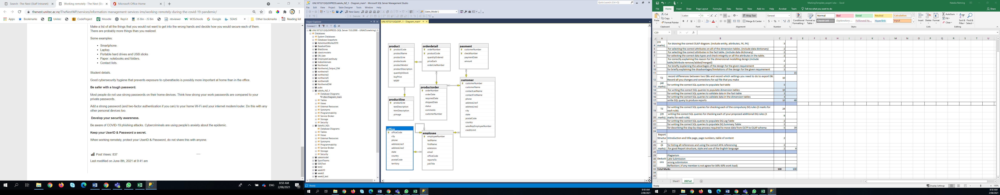 Search -The Nest (Staff Intranet)
Working remotely -The Nest (Sta
Microsoft Office Home
thenest.unitec.ac.nz/TheNestWP/services/information-management-services-ims/working-remotely-during-the-covid-19-pandemic/
Apps
Bookmarks
Unitec
CodeProject
Moodle
Repl.it
JS Bin - JS Bin
nbviewer
W3Schools
Google
SEAtS
»
Other bookmarks
Reading list
Make a list of all the things that you would not want to get into the wrong hands and decide how you would secure each of them.
There are probably more things than you realized.
Some examples:
• Smartphone.
• Laptop.
• Portable hard drives and USB sticks
• Paper: notebooks and folders.
• Contact lists.
Student details.
Good cybersecurity hygiene that prevents exposure to cyberattacks is possibly more important at home than in the office.
Be safer with a tough password.
Most people do not use strong passwords on their home devices. Think how strong your work passwords are compared to your
private passwords.
Add a strong password (and two-factor authentication if you can) to your home Wi-Fi and your internet modem/router. Do this with any
other personal devices too.
Develop your security awareness.
Be aware of COVID-19 phishing attacks. Cybercriminals are using people's anxiety about the epidemic.
Keep your UserID & Password a secret.
When working remotely, protect your UserID & Password, do not share this with anyone.
Post Views: 837
Last modified on June 8th, 2021 at 9:41 am
ENG
8:50 AM
2/08/2021
UNL107321\SQLEXPRESS.saleAu_NZ_1 - Diagram_main* - Microsoft SQL Server Management Studio
Quick Launch (Ctrl+Q)
File Edit View Project Table Designer Tools Window Help
New Query
[Sales_Model ]
Execute
Object Explorer
Connect
UNL107321\SQLEXPRESS (SQL Server 15.0.2000 - UNIAD\nnehring)
Databases
System Databases
Database Snapshots
AdventureWorks2019
BaseballData
BikeStores
classicmodels
DB_Sale
EmployeeCaseStudy
IndexInternals
Northwind
Northwind_Output_DW
northwind1
northwind2
northwind5
northwind6
NorthwindDW
pubs
saleAu_NZ_1
Database Diagrams
dbo.Diagram_main
Tables
Views
External Resources
Synonyms
Programmability
Service Broker
Storage
Security
SaleAU_NZs
Database Diagrams
Tables
Views
External Resources
Synonyms
Programmability
Service Broker
Storage
Security
salesmodel
SportTeams
SSISTest
test2
week10
week3
week3_test
UNL107321\SQLEXP...1 - Diagram_main*
product
productCode
productName
productLine
productscale
productVendor
productDescription
quantityInStock
buyPrice
MSRP
orderdetail
orderNumber
productCode
quantityOrdered
priceEach
orderLineNumber
payment
customerNumber
checkNumber
paymentDate
amount
productline
productLine
textDescription
htmlDescription
pimage
productorder
orderNumber
orderDate
requiredDate
shippedDate
status
comments
customerNumber
customer
customerNumber
customerName
contactLastName
contactFirstName
phone
addressLine1
addressLine2
city
state
postalCode
country
salesRepEmployeeNumber
creditLimit
office
officeCode
city
phone
addressLine1
addressLine2
state
country
postalCode
territory
employee
employeeNumber
lastName
firstName
extension
email
officeCode
reportsTo
jobTitle
Ready
8:50 AM
2/08/2021
MarkingTemplate_assgm1.xlsx - Excel
Natalia Nehring
File Home Insert Draw Page Layout Formulas Data Review View Add-ins Help Acrobat Team Tell me what you want to do
Share
Paste
Cut
Copy
Format Painter
Clipboard
Calibri 11
Font
Wrap Text
Merge & Center
Alignment
General
Number
Conditional Formatting
Format as Table
Normal Bad Good Neutral Calculation
Check Cell Explanatory ... Followed Hy... Hyperlink Input
Styles
Insert Delete Format
Cells
AutoSum
Fill
Clear
Sort & Filter
Find & Select
Editing
C29
A B C D E F G H I J K L M N O P Q R S T U
4 (15 marks) for drawing the correct OLAP diagram. (include entity, attributes, FK, PK) 3
5 for selecting the correct attributes on all of the dimension tables. (include data dictionary) 2
6 for selecting the correct attributes in the fact table. (include data dictionary) 2
7 for selecting the correct data types and check integrity on all the attributes in the table. 2
8 for correctly explaining the reason for the dimensional modelling design (include table/attribute remove/added/merged) 2
9 for briefly explaining the advantages of the design for the given requirement 2
10 for briefly explaining the disadvantages/limitations of the design for the given requirement 2
11 15
12 T2 record differences between two DBs and record which settings you need to do to export DB. Record all you changes and corrections for sql file that you make 10
13 (40 marks) for writing the correct SQL queries to populate fact table 5
14 for writing the correct SQL queries to populate dimension tables 10
15 for writing the correct SQL queries to validate data in the fact table 2
16 for writing the correct SQL queries to validate data in the dimension tables 3
17 write SQL query to produce reports 10 40
18
19 T3 for writing the correct SQL queries for checking each of the compulsory DQ rules (3 marks for each rule) 24
20 (39 marks) writing the correct SQL queries for checking each of your proposed additional DQ rules (3 marks for each rule) 6
21 for writing the correct SQL queries to populate DQ Log Table 2
22 for writing the correct SQL queries to populate DQ Summary Table 2
23 for describing the step by step process required to move data from OLTP to OLAP schema 5 39
24
25 Report Structure Introduction and title page, page numbers, table of content 2
26 (6 for listing all references and using the correct APA referencing 2
27 marks) for good Report structure, style and use of the English language 2 6
28
29 Plagiarism
30 Deductions Late Submission
31 wrong submission
32 Reflection ( if any member is not agree for 50%-50% work load)
33 Total Marks 100 100
34
35
Sheet1 2021s2
Ready
Display Settings
100%
8:50 AM
2/08/2021